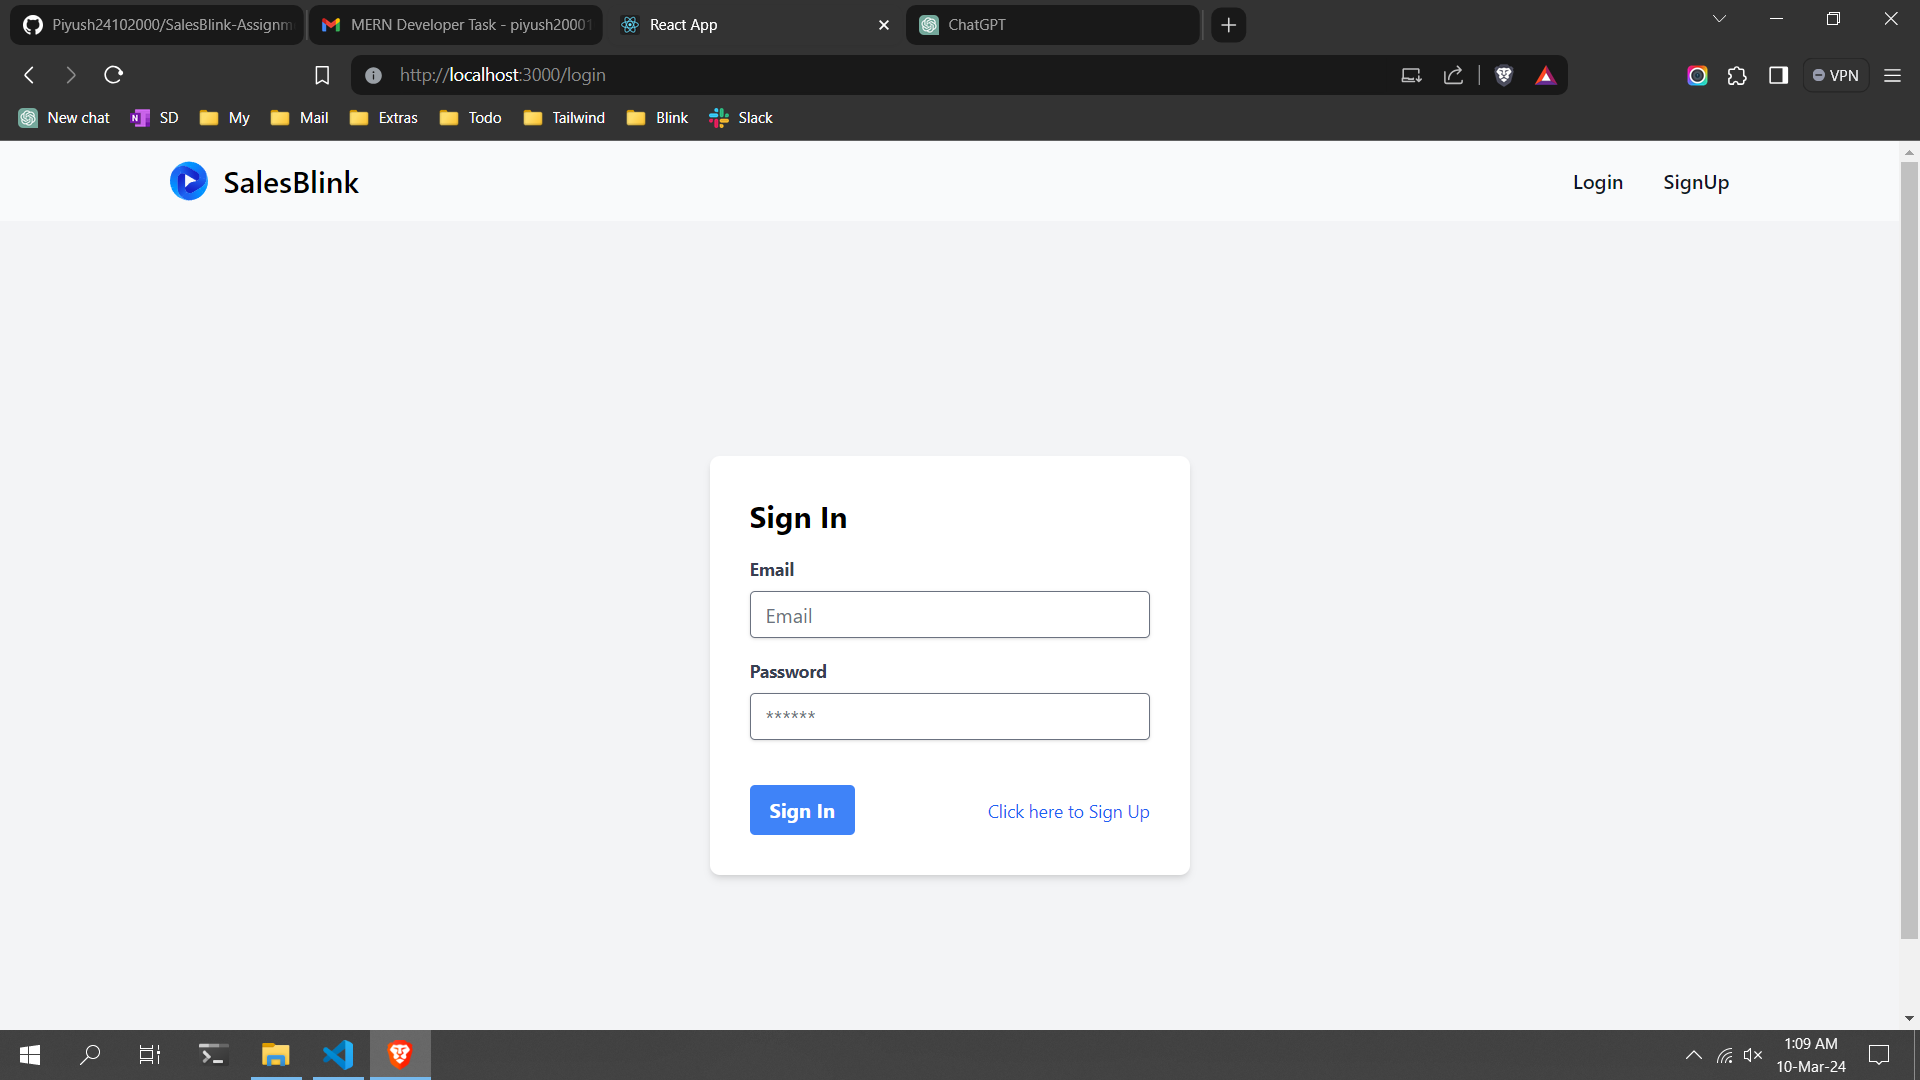 Piyush24102000/SalesBlink-Assignm
MERN Developer Task - piyush20001
React App
ChatGPT
http://localhost:3000/login
VPN
New chat
SD
My
Mail
Extras
Todo
Tailwind
Blink
Slack
SalesBlink
Login
SignUp
Sign In
Email
Email
Password
******
Sign In
Click here to Sign Up
1:09 AM
10-Mar-24